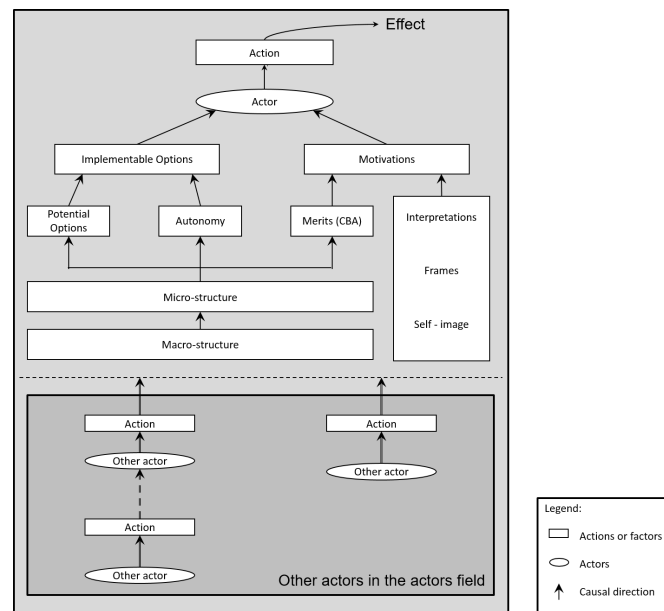 Effect
Action
Actor
Implementable Options
Motivations
Potential
Options
Autonomy
Merits (CBA)
Interpretations
Frames
Self - image
Micro-structure
Macro-structure
Action
Action
Other actor
Other actor
Action
Other actor
Other actors in the actors field
Legend:
Actions or factors
Actors
Causal direction